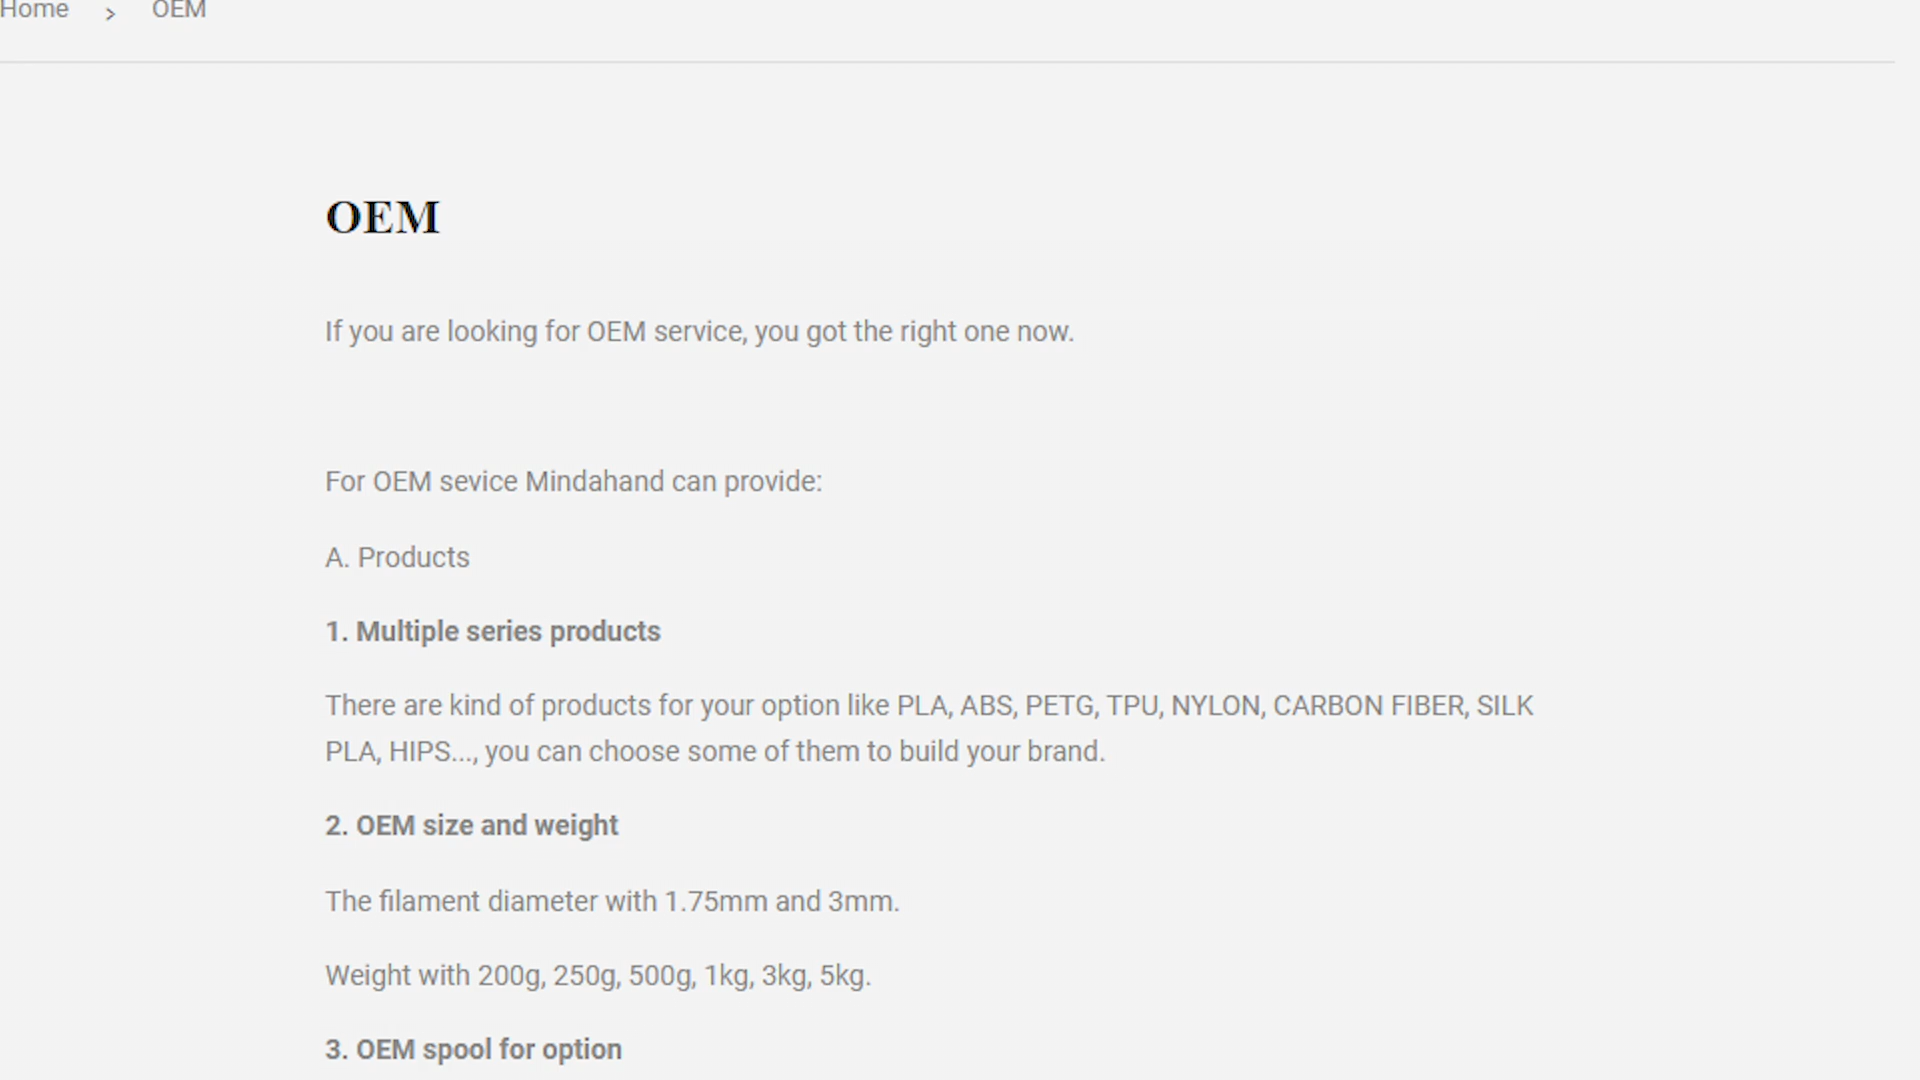 Home > OEM
OEM
If you are looking for OEM service, you got the right one now.
For OEM sevice Mindahand can provide:
A. Products
1. Multiple series products
There are kind of products for your option like PLA, ABS, PETG, TPU, NYLON, CARBON FIBER, SILK
PLA, HIPS..., you can choose some of them to build your brand.
2. OEM size and weight
The filament diameter with 1.75mm and 3mm.
Weight with 200g, 250g, 500g, 1kg, 3kg, 5kg.
3. OEM spool for option